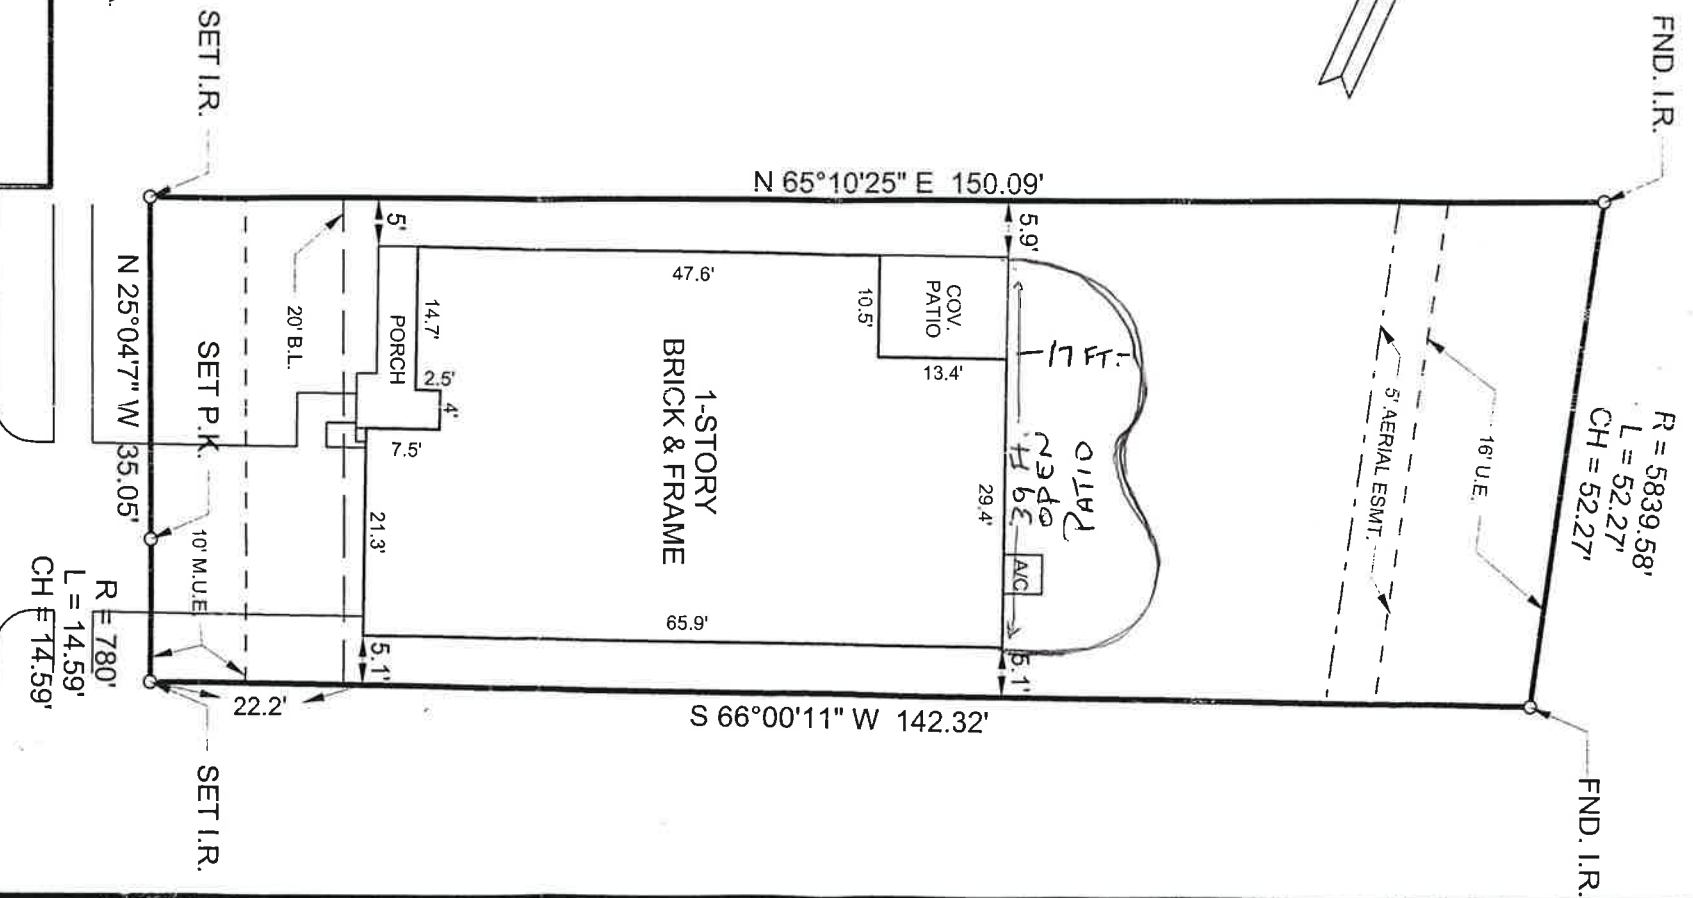 SET I.R.
FND. I.R.
N 65°10'25" E 150.09'
5'
5.9'
47.6'
COV.
PATIO
10.5'
13.4'
14.7'
PORCH
2.5'
4'
7.5'
20' B.L.
1-STORY
BRICK & FRAME
17 FT.
PATIO
OPEN
39 Ft
29.4'
A/C
5' AERIAL ESMT.
16' U.E.
R = 5839.58'
L = 52.27'
CH = 52.27'
N 25°04'7" W 35.05'
SET P.K.
21.3'
65.9'
10' M.U.E.
R = 780'
L = 14.59'
CH = 14.59'
5.1'
5.1'
22.2'
S 66°00'11" W 142.32'
SET I.R.
FND. I.R.